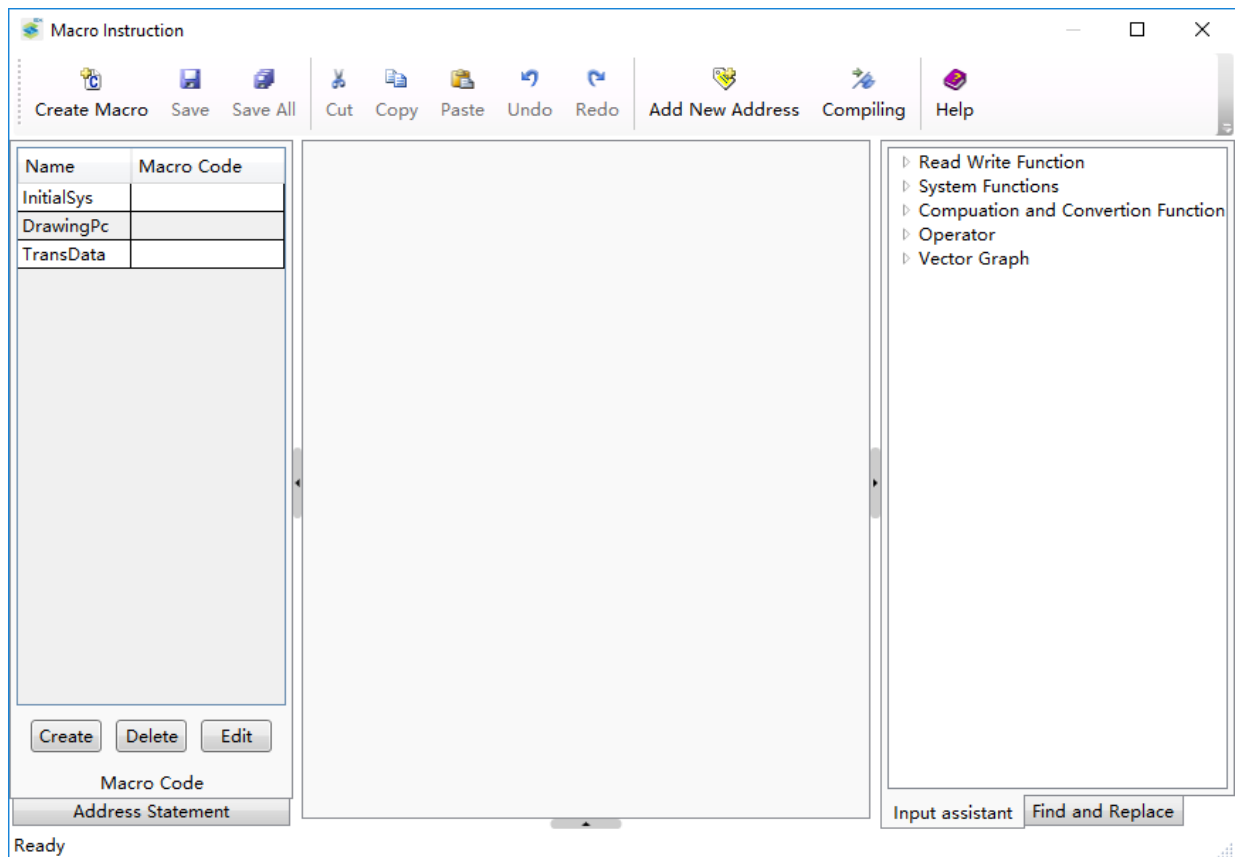 Macro Instruction
Create Macro Save Save All Cut Copy Paste Undo Redo Add New Address Compiling Help
Name Macro Code
InitialSys
DrawingPc
TransData
Create Delete Edit
Macro Code
Address Statement
Read Write Function
System Functions
Compuation and Convertion Function
Operator
Vector Graph
Input assistant Find and Replace
Ready